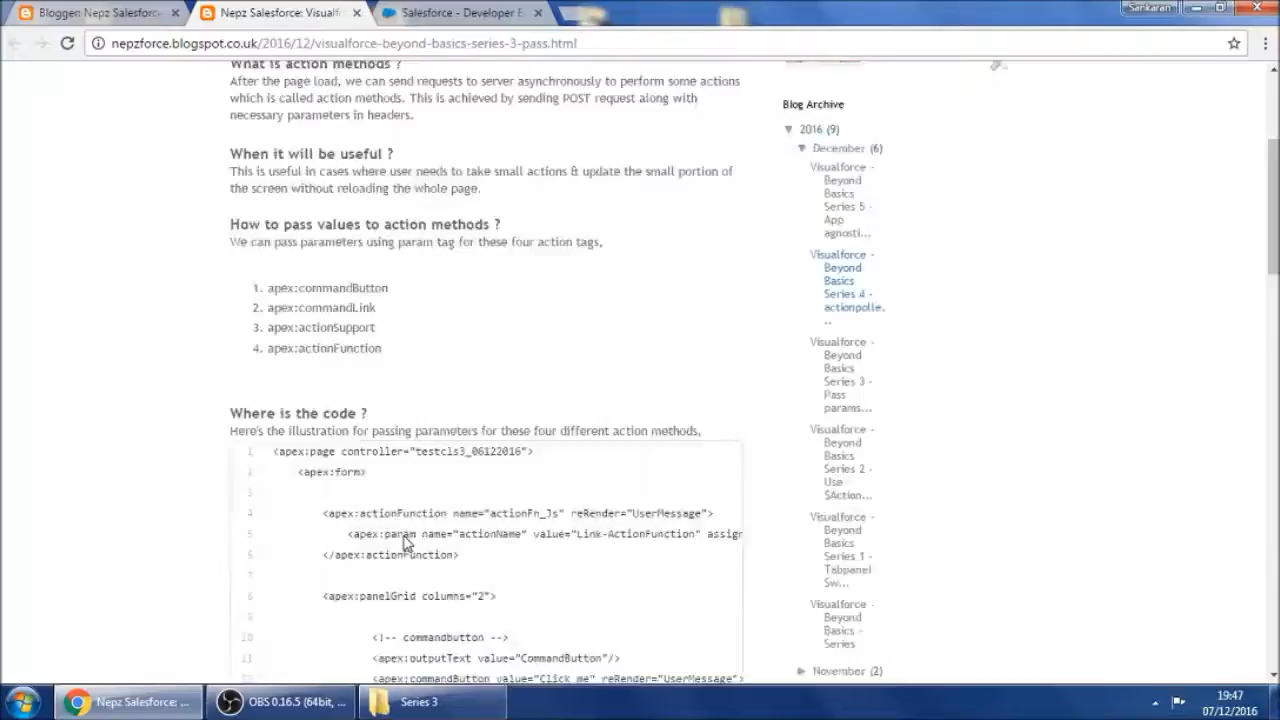 Bloggen Nepz Salesforce
Nepz Salesforce: Visualf
Salesforce - Developer E
Sankaran
nepzforce.blogspot.co.uk/2016/12/visualforce-beyond-basics-series-3-pass.html
What is action methods ?
After the page load, we can send requests to server asynchronously to perform some actions
which is called action methods. This is achieved by sending POST request along with
necessary parameters in headers.
When it will be useful ?
This is useful in cases where user needs to take small actions & update the small portion of
the screen without reloading the whole page.
How to pass values to action methods ?
We can pass parameters using param tag for these four action tags,
1. apex:commandButton
2. apex:commandLink
3. apex:actionSupport
4. apex:actionFunction
Where is the code ?
Here's the illustration for passing parameters for these four different action methods,
1 <apex:page controller="testcls3_06122016">
2 <apex:form>
3
4 <apex:actionFunction name="actionFn_Js" reRender="UserMessage">
5 <apex:param name="actionName" value="Link-ActionFunction" assign
6 </apex:actionFunction>
7
8 <apex:panelGrid columns="2">
9
10 <!-- commandbutton -->
11 <apex:outputText value="CommandButton"/>
12 <apex:commandButton value="Click me" reRender="UserMessage">
Blog Archive
▼ 2016 (9)
▼ December (6)
Visualforce -
Beyond
Basics
Series 5 -
App
agnosti...
Visualforce -
Beyond
Basics
Series 4 -
actionpolle.
..
Visualforce -
Beyond
Basics
Series 3 -
Pass
params...
Visualforce -
Beyond
Basics
Series 2 -
Use
$Action...
Visualforce -
Beyond
Basics
Series 1 -
Tabpanel
Sw...
Visualforce -
Beyond
Basics -
Series
► November (2)
Nepz Salesforce: ...
OBS 0.16.5 (64bit, ...
Series 3
19:47
07/12/2016